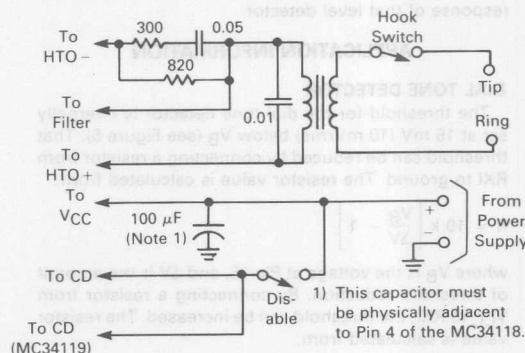 300
0.05
Hook
Switch
To
HTO –
820
Tip
To
Filter
0.01
Ring
To
HTO +
To
VCC
+
From
Power
Supply
–
100 µF
(Note 1)
To CD
Dis-
able
This capacitor must
be physically adjacent
to Pin 4 of the MC34118.
To CD
(MC34119)